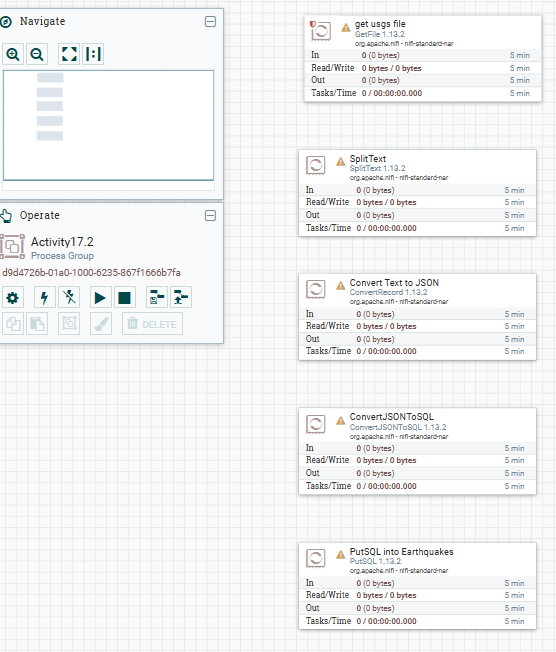 Navigate
Operate
Activity17.2
Process Group
d9d4726b-01a0-1000-6235-867f1666b7fa
DELETE
get usgs file
GetFile 1.13.2
org.apache.nifi - nifi-standard-nar
In 0 (0 bytes) 5 min
Read/Write 0 bytes / 0 bytes 5 min
Out 0 (0 bytes) 5 min
Tasks/Time 0 / 00:00:00.000 5 min
SplitText
SplitText 1.13.2
org.apache.nifi - nifi-standard-nar
In 0 (0 bytes) 5 min
Read/Write 0 bytes / 0 bytes 5 min
Out 0 (0 bytes) 5 min
Tasks/Time 0 / 00:00:00.000 5 min
Convert Text to JSON
ConvertRecord 1.13.2
org.apache.nifi - nifi-standard-nar
In 0 (0 bytes) 5 min
Read/Write 0 bytes / 0 bytes 5 min
Out 0 (0 bytes) 5 min
Tasks/Time 0 / 00:00:00.000 5 min
ConvertJSONToSQL
ConvertJSONToSQL 1.13.2
org.apache.nifi - nifi-standard-nar
In 0 (0 bytes) 5 min
Read/Write 0 bytes / 0 bytes 5 min
Out 0 (0 bytes) 5 min
Tasks/Time 0 / 00:00:00.000 5 min
PutSQL into Earthquakes
PutSQL 1.13.2
org.apache.nifi - nifi-standard-nar
In 0 (0 bytes) 5 min
Read/Write 0 bytes / 0 bytes 5 min
Out 0 (0 bytes) 5 min
Tasks/Time 0 / 00:00:00.000 5 min